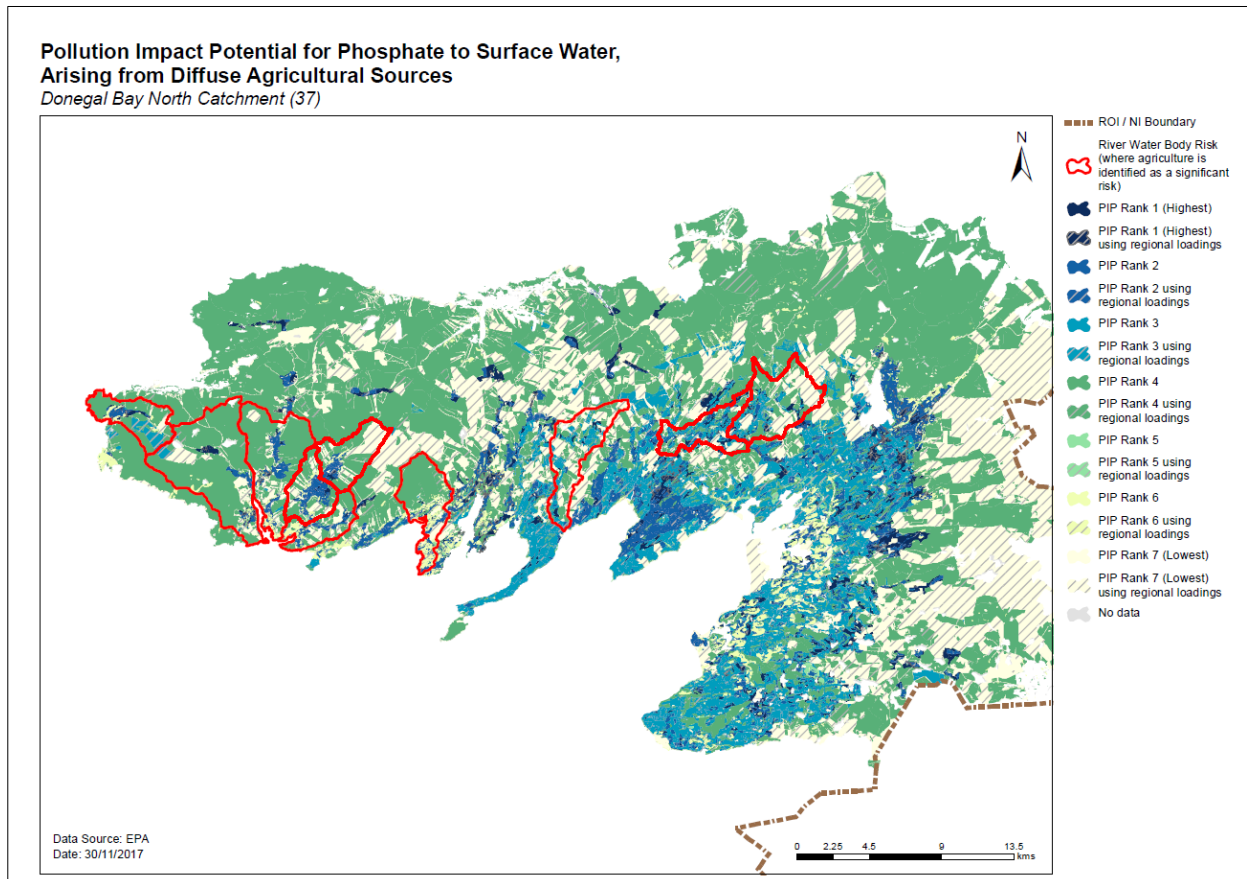 Pollution Impact Potential for Phosphate to Surface Water,
Arising from Diffuse Agricultural Sources
Donegal Bay North Catchment (37)
N
ROI / NI Boundary
River Water Body Risk
(where agriculture is
identified as a significant
risk)
PIP Rank 1 (Highest)
PIP Rank 1 (Highest)
using regional loadings
PIP Rank 2
PIP Rank 2 using
regional loadings
PIP Rank 3
PIP Rank 3 using
regional loadings
PIP Rank 4
PIP Rank 4 using
regional loadings
PIP Rank 5
PIP Rank 5 using
regional loadings
PIP Rank 6
PIP Rank 6 using
regional loadings
PIP Rank 7 (Lowest)
PIP Rank 7 (Lowest)
using regional loadings
No data
Data Source: EPA
Date: 30/11/2017
0 2.25 4.5 9 13.5
kms